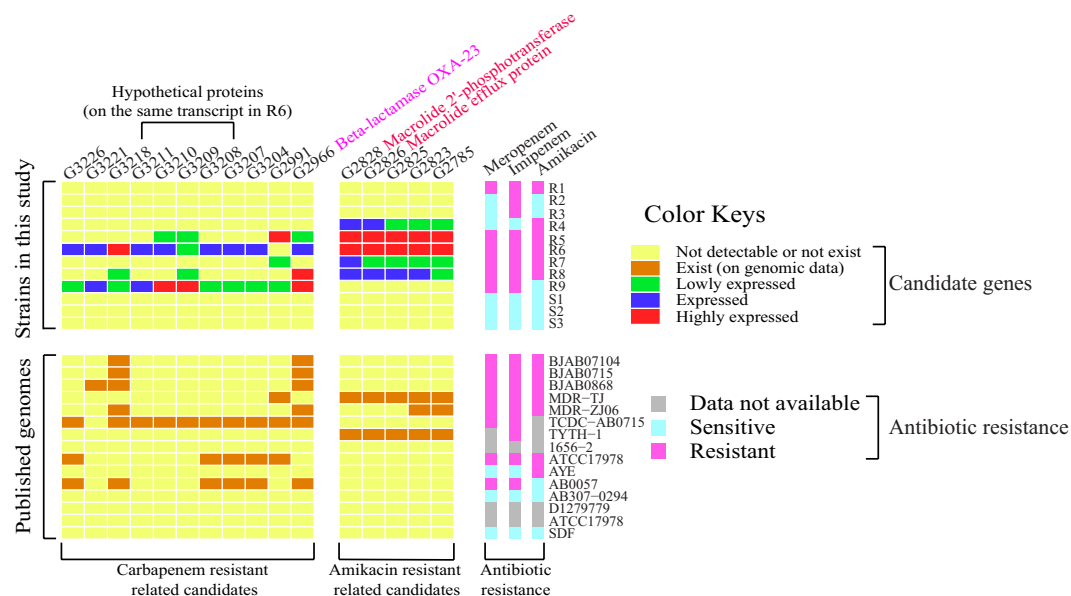 Beta-lactamase OXA-23
Macrolide 2'-phosphotransferase
Macrolide efflux protein
Hypothetical proteins
(on the same transcript in R6)
G3226
G3221
G3218
G3211
G3210
G3209
G3208
G3207
G3204
G2991
G2966
G2828
G2826
G2825
G2823
G2785
Meropenem
Imipenem
Amikacin
Strains in this study
R1
R2
R3
R4
R5
R6
R7
R8
R9
S1
S2
S3
Published genomes
BJAB07104
BJAB0715
BJAB0868
MDR−TJ
MDR−ZJ06
TCDC−AB0715
TYTH−1
1656−2
ATCC17978
AYE
AB0057
AB307−0294
D1279779
ATCC17978
SDF
Carbapenem resistant
related candidates
Amikacin resistant
related candidates
Antibiotic
resistance
Color Keys
Not detectable or not exist
Exist (on genomic data)
Lowly expressed
Expressed
Highly expressed
Candidate genes
Data not available
Sensitive
Resistant
Antibiotic resistance